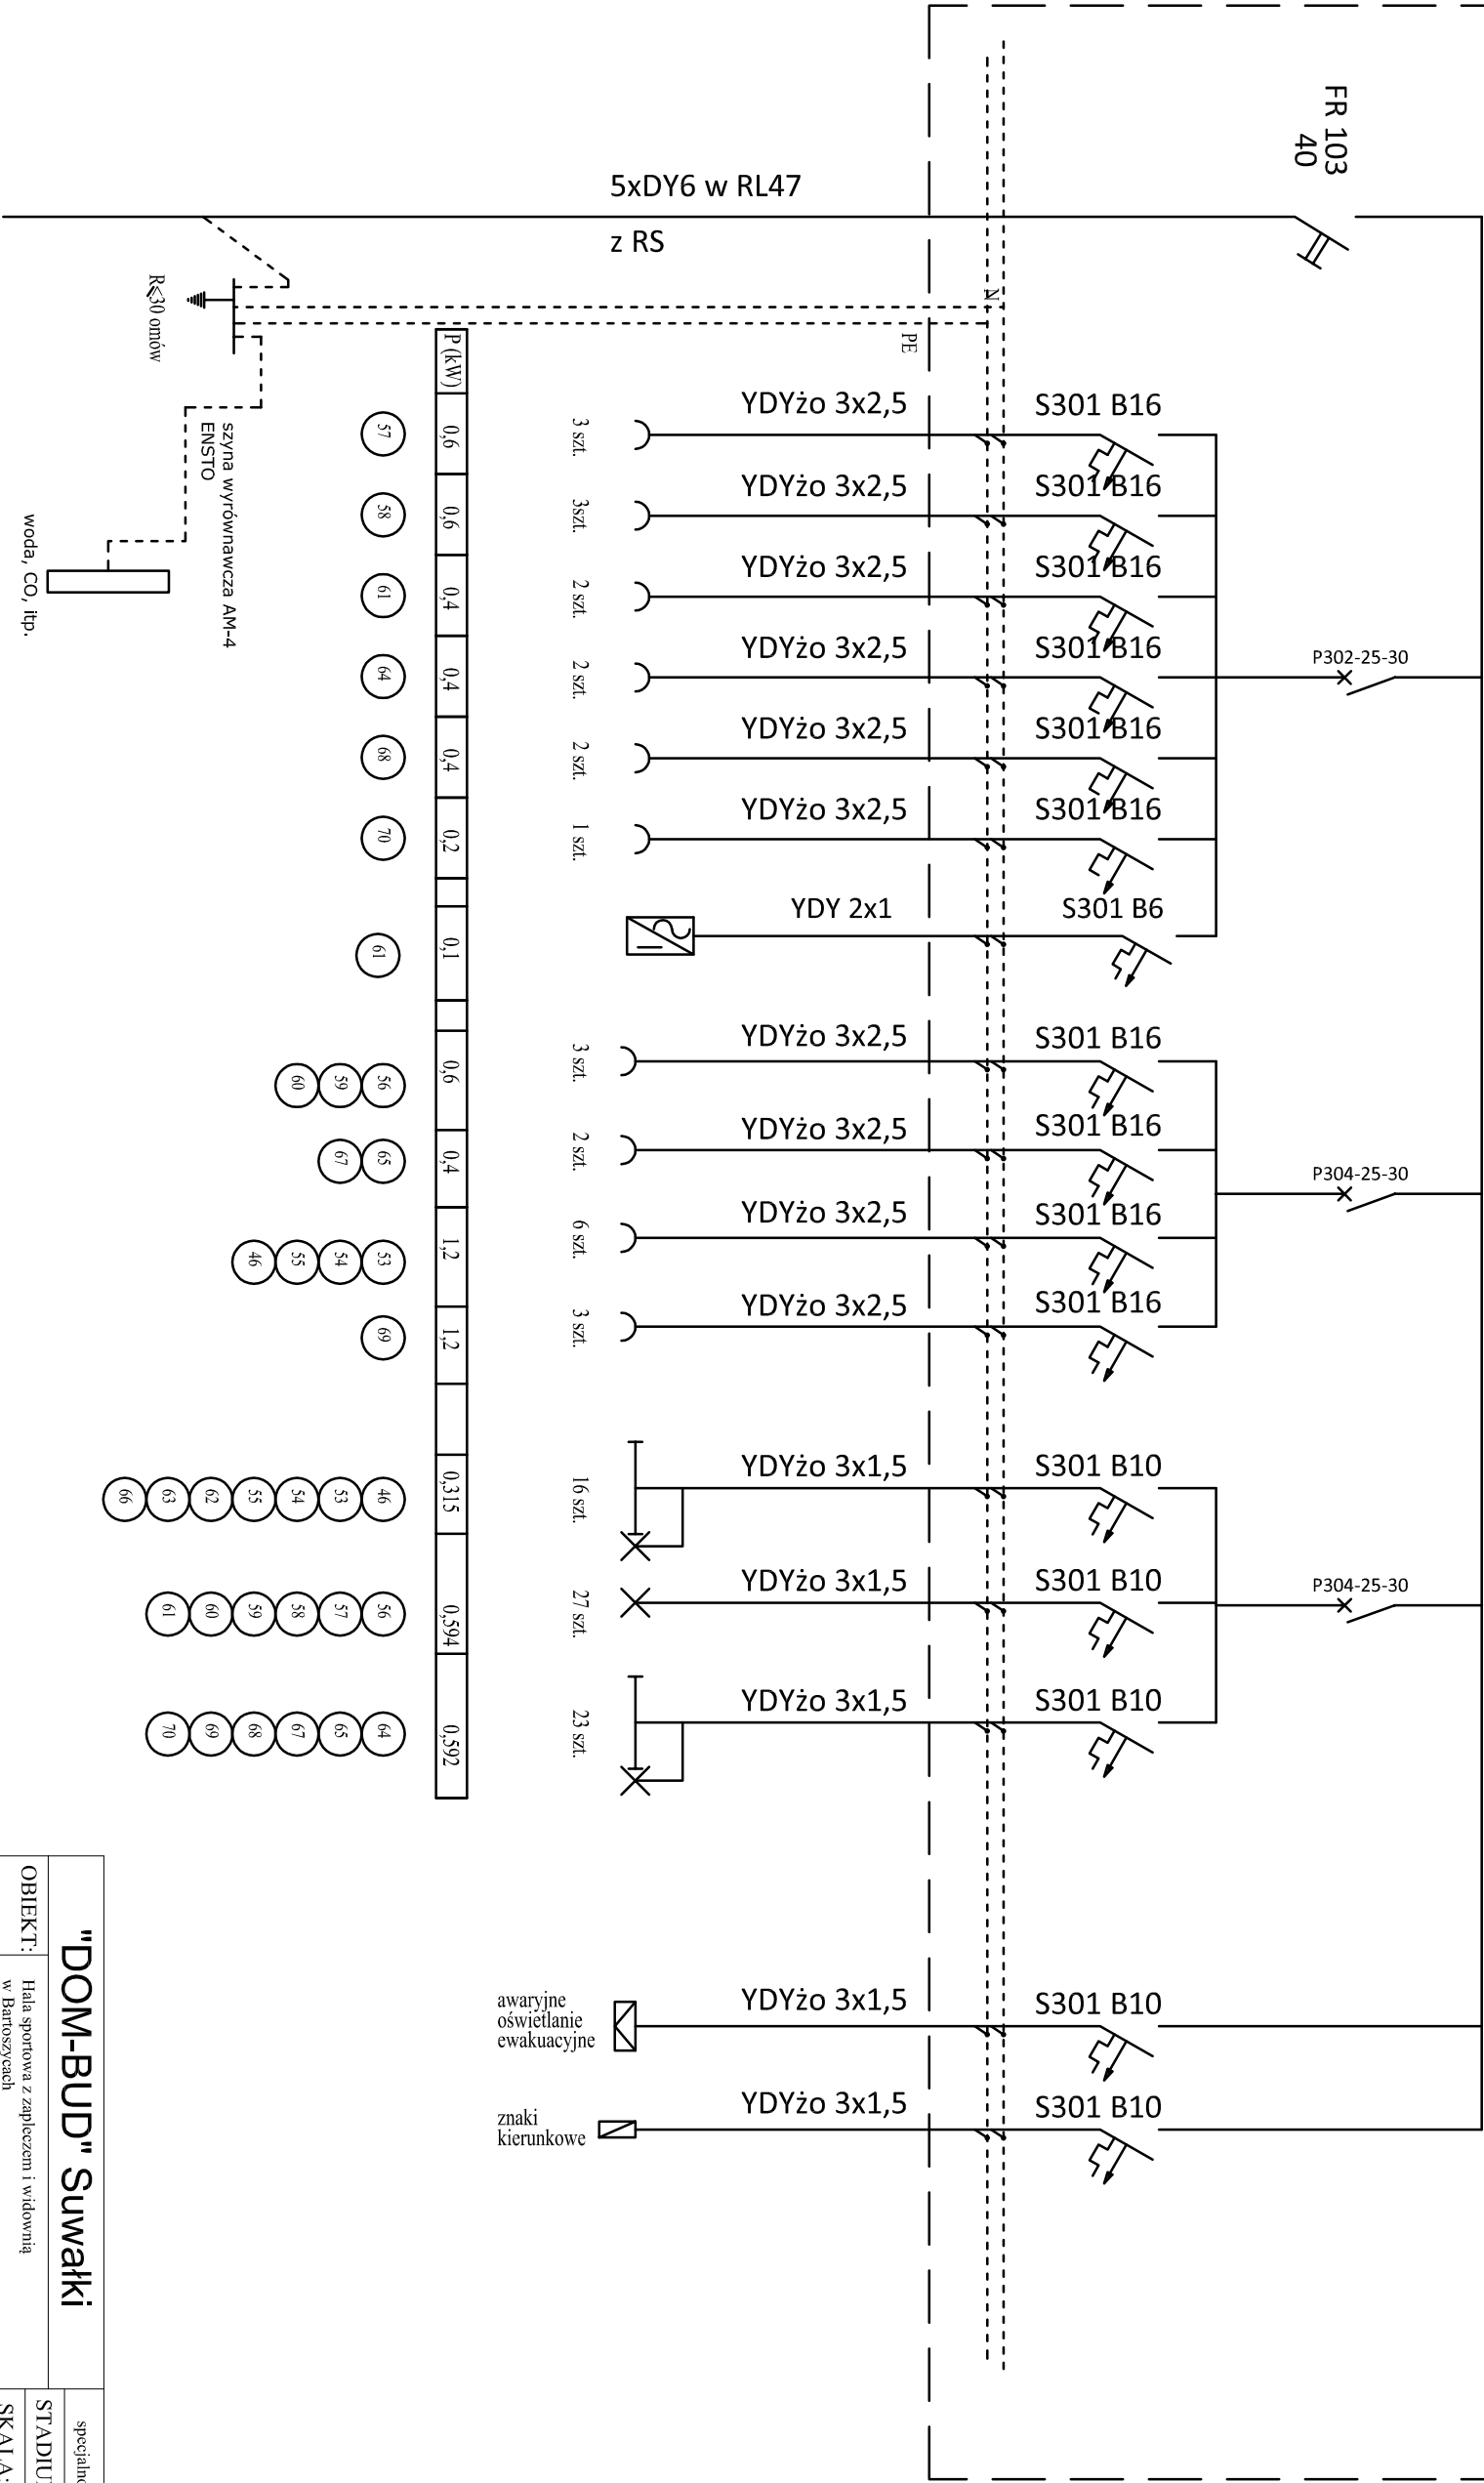 FR 103
40
5xDY6 w RL47
z RS
N
PE
R≤30 omów
szyna wyrównawcza AM-4
ENSTO
woda, CO, itp.
P302-25-30
P304-25-30
P304-25-30
S301 B16
S301 B16
S301 B16
S301 B16
S301 B16
S301 B16
S301 B6
S301 B16
S301 B16
S301 B16
S301 B16
S301 B10
S301 B10
S301 B10
S301 B10
S301 B10
YDYżo 3x2,5
YDYżo 3x2,5
YDYżo 3x2,5
YDYżo 3x2,5
YDYżo 3x2,5
YDYżo 3x2,5
YDY 2x1
YDYżo 3x2,5
YDYżo 3x2,5
YDYżo 3x2,5
YDYżo 3x2,5
YDYżo 3x1,5
YDYżo 3x1,5
YDYżo 3x1,5
YDYżo 3x1,5
YDYżo 3x1,5
3 szt.
3szt.
2 szt.
2 szt.
2 szt.
1 szt.
3 szt.
2 szt.
6 szt.
3 szt.
16 szt.
27 szt.
23 szt.
awaryjne
oświetlanie
ewakuacyjne
znaki
kierunkowe
P (kW) 0,6 0,6 0,4 0,4 0,4 0,2 0,1 0,6 0,4 1,2 1,2 0,315 0,594 0,592
57
58
61
64
68
70
61
56 59 60
65 67
53 54 55 46
69
46 53 54 55 62 63 66
56 57 58 59 60 61
64 65 67 68 69 70
"DOM-BUD" Suwałki
OBIEKT:
Hala sportowa z zapleczem i widownią
w Bartoszycach